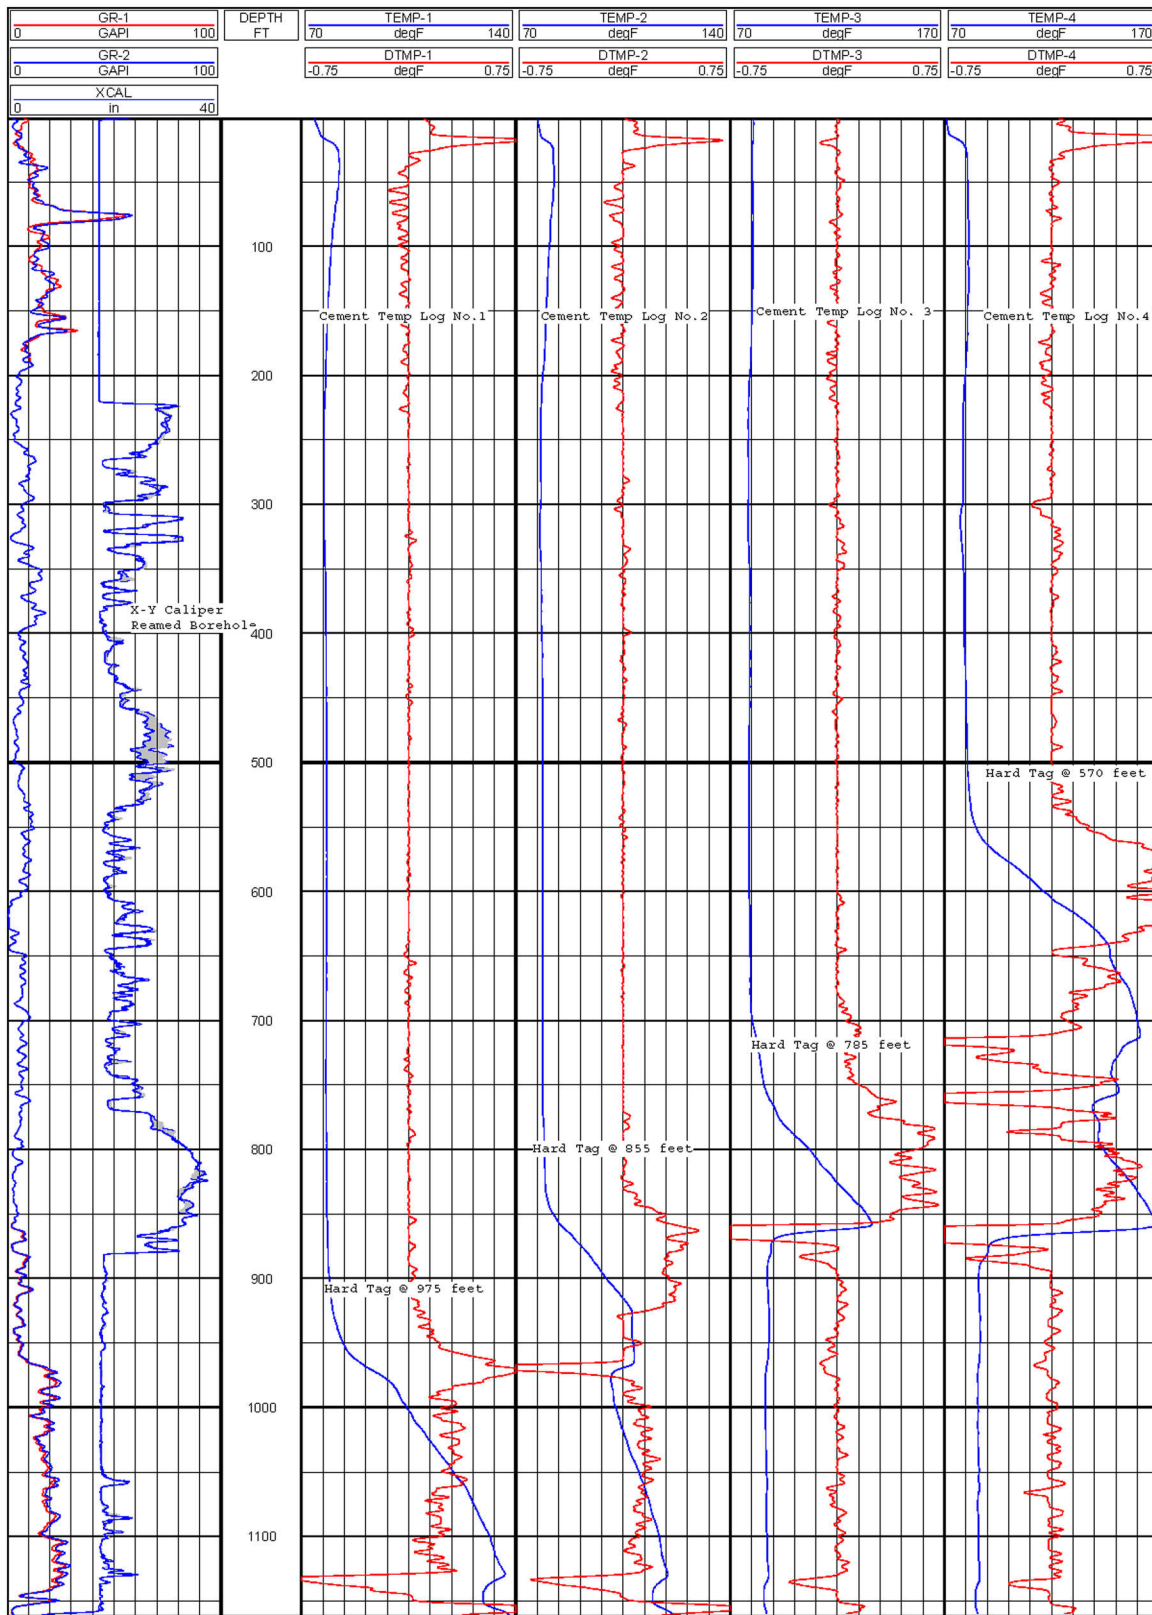 GR-1
0 GAPI 100
GR-2
0 GAPI 100
XCAL
0 in 40
DEPTH
FT
TEMP-1
70 degF 140
DTMP-1
-0.75 degF 0.75
TEMP-2
70 degF 140
DTMP-2
-0.75 degF 0.75
TEMP-3
70 degF 170
DTMP-3
-0.75 degF 0.75
TEMP-4
70 degF 170
DTMP-4
-0.75 degF 0.75
100
Cement Temp Log No.1
Cement Temp Log No.2
Cement Temp Log No. 3
Cement Temp Log No.4
200
300
X-Y Caliper
Reamed Borehole
400
500
Hard Tag @ 570 feet
600
700
Hard Tag @ 785 feet
800
Hard Tag @ 855 feet
900
Hard Tag @ 975 feet
1000
1100